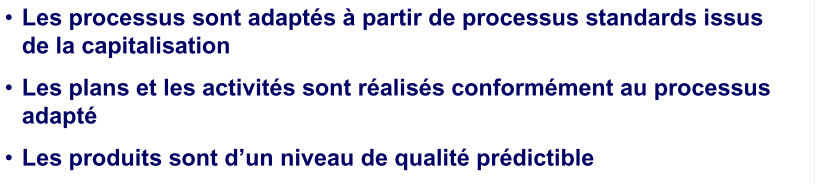 • Les processus sont adaptés à partir de processus standards issus
de la capitalisation
• Les plans et les activités sont réalisés conformément au processus
adapté
• Les produits sont d’un niveau de qualité prédictible